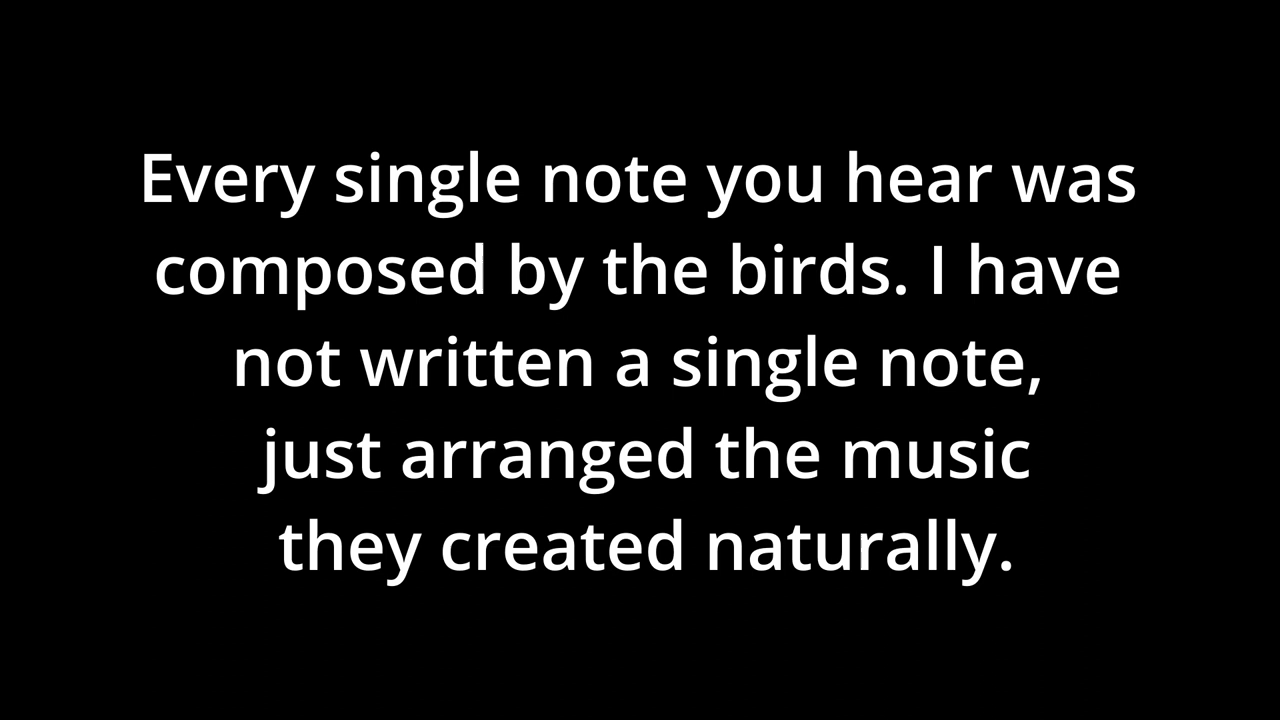 Every single note you hear was
composed by the birds. I have
not written a single note,
just arranged the music
they created naturally.